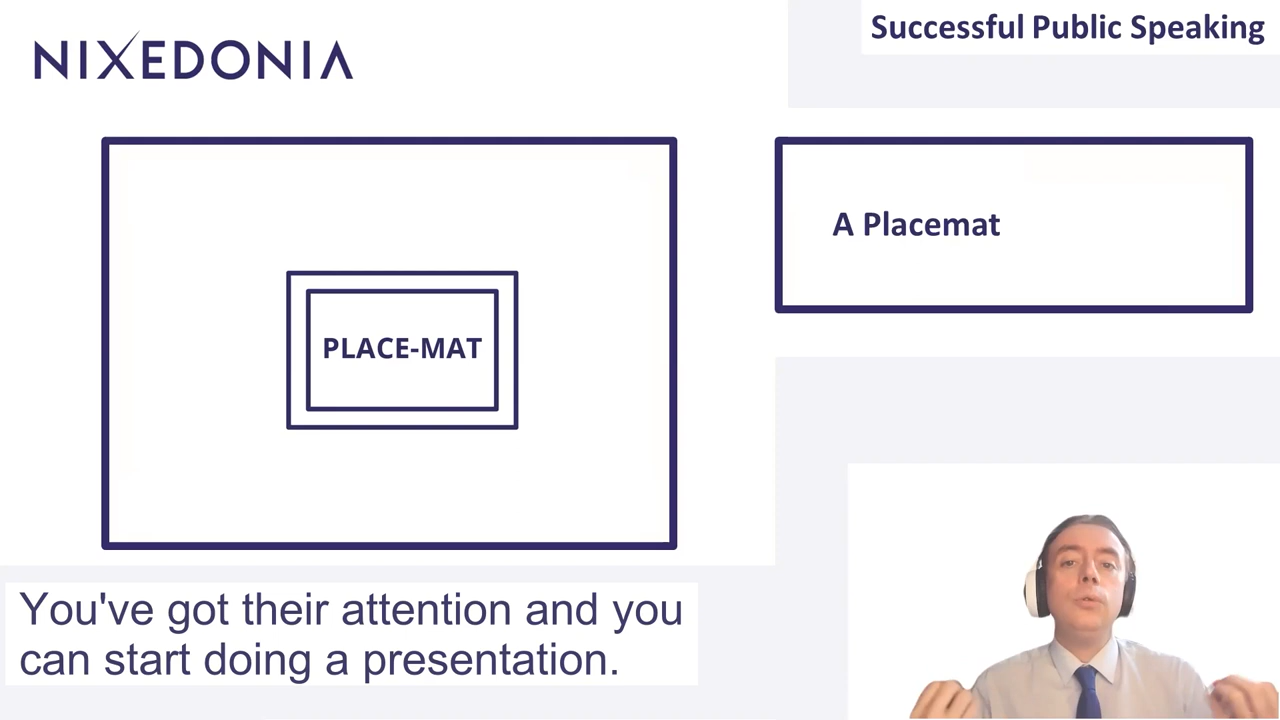 NIXEDONIA
Successful Public Speaking
PLACE-MAT
A Placemat
You've got their attention and you
can start doing a presentation.